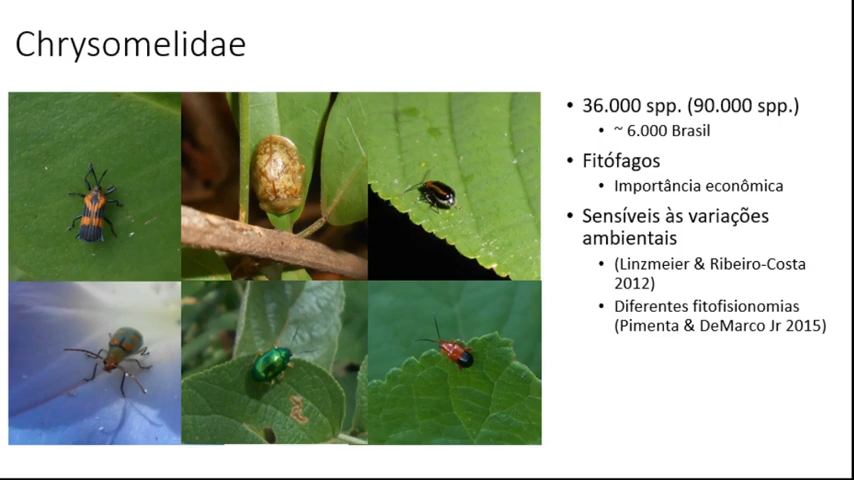 Chrysomelidae
• 36.000 spp. (90.000 spp.)
• ~ 6.000 Brasil
• Fitófagos
• Importância econômica
• Sensíveis às variações
ambientais
• (Linzmeier & Ribeiro-Costa
2012)
• Diferentes fitofisionomias
(Pimenta & DeMarco Jr 2015)